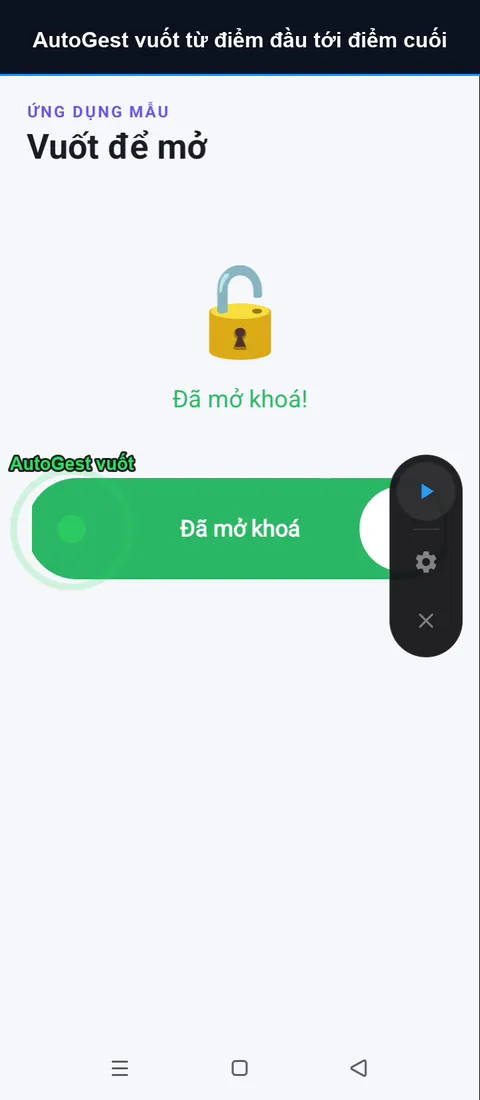 AutoGest vuốt từ điểm đầu tới điểm cuối
ỨNG DỤNG MẪU
Vuốt để mở
Đã mở khoá!
AutoGest vuốt
Đã mở khoá